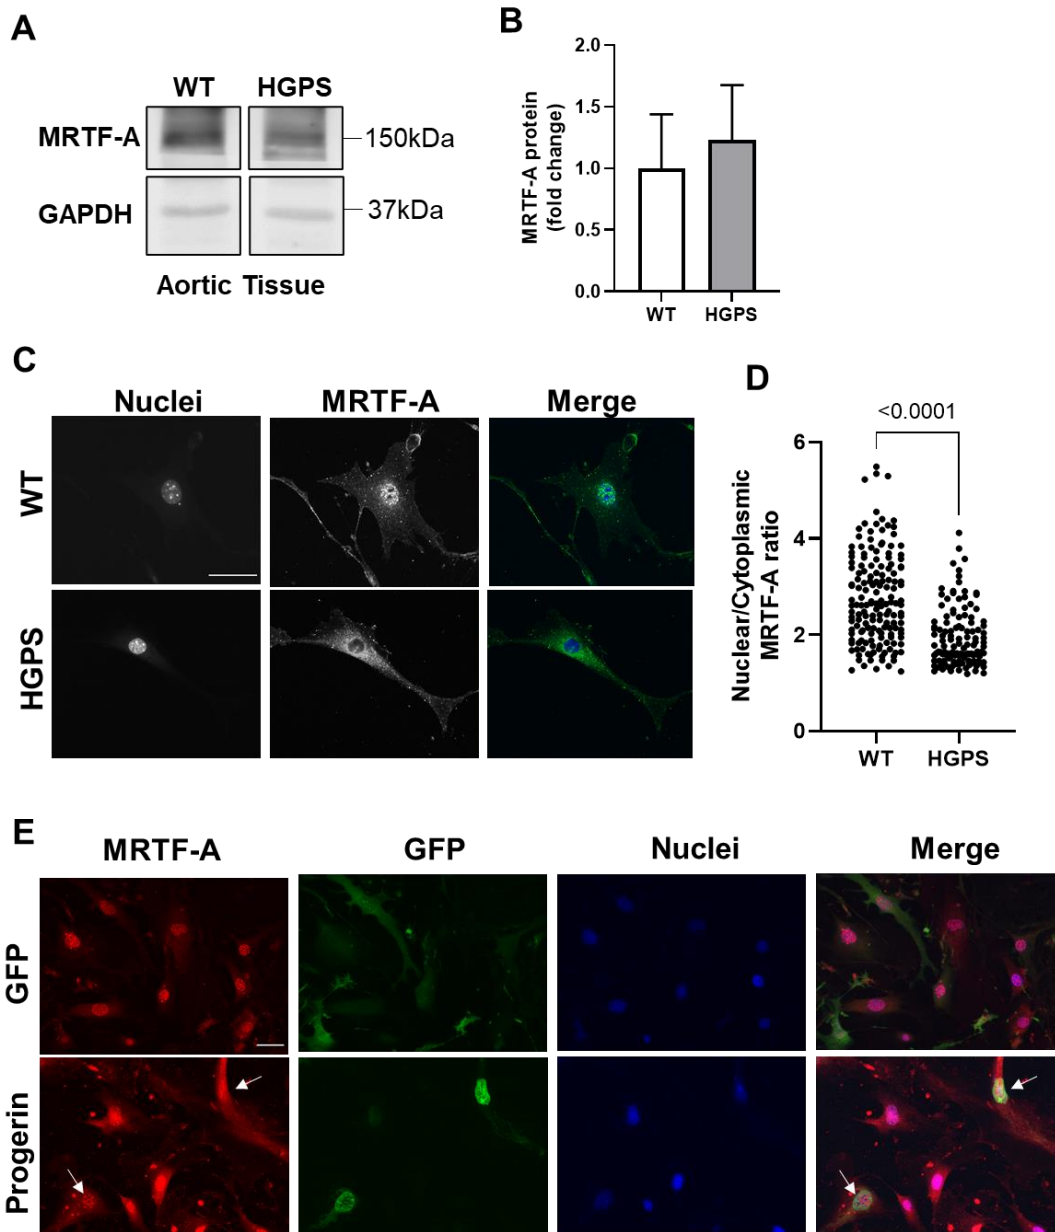 A
WT HGPS
MRTF-A
150kDa
GAPDH
37kDa
Aortic Tissue
B
MRTF-A protein
(fold change)
2.0
1.5
1.0
0.5
0.0
WT HGPS
C
Nuclei MRTF-A Merge
WT
HGPS
D
<0.0001
Nuclear/Cytoplasmic
MRTF-A ratio
6
4
2
0
WT HGPS
E
MRTF-A GFP Nuclei Merge
GFP
Progerin